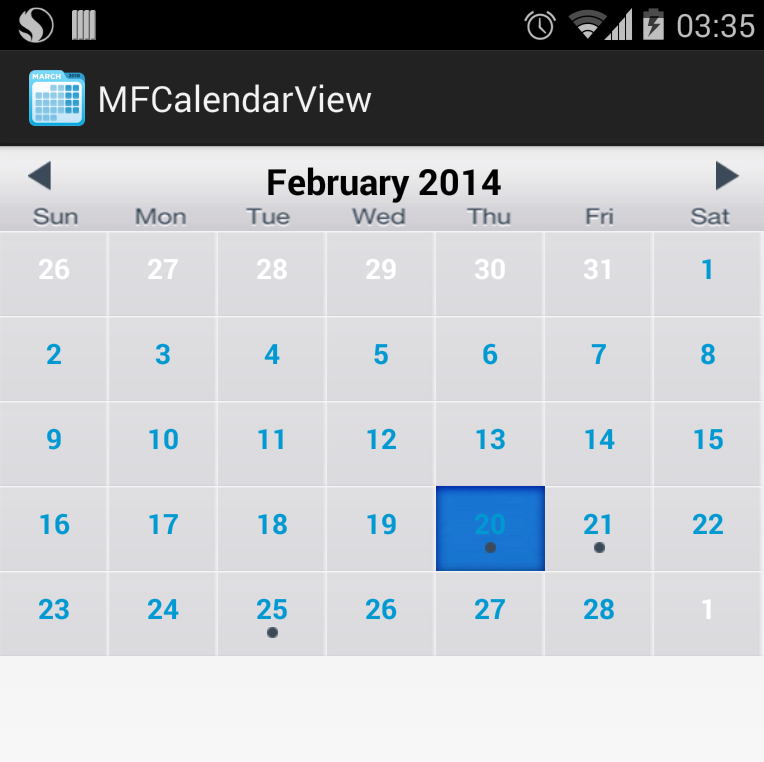 03:35
MARCH
MFCalendarView
February 2014
Sun Mon Tue Wed Thu Fri Sat
26 27 28 29 30 31 1
2 3 4 5 6 7 8
9 10 11 12 13 14 15
16 17 18 19 20 21 22
23 24 25 26 27 28 1